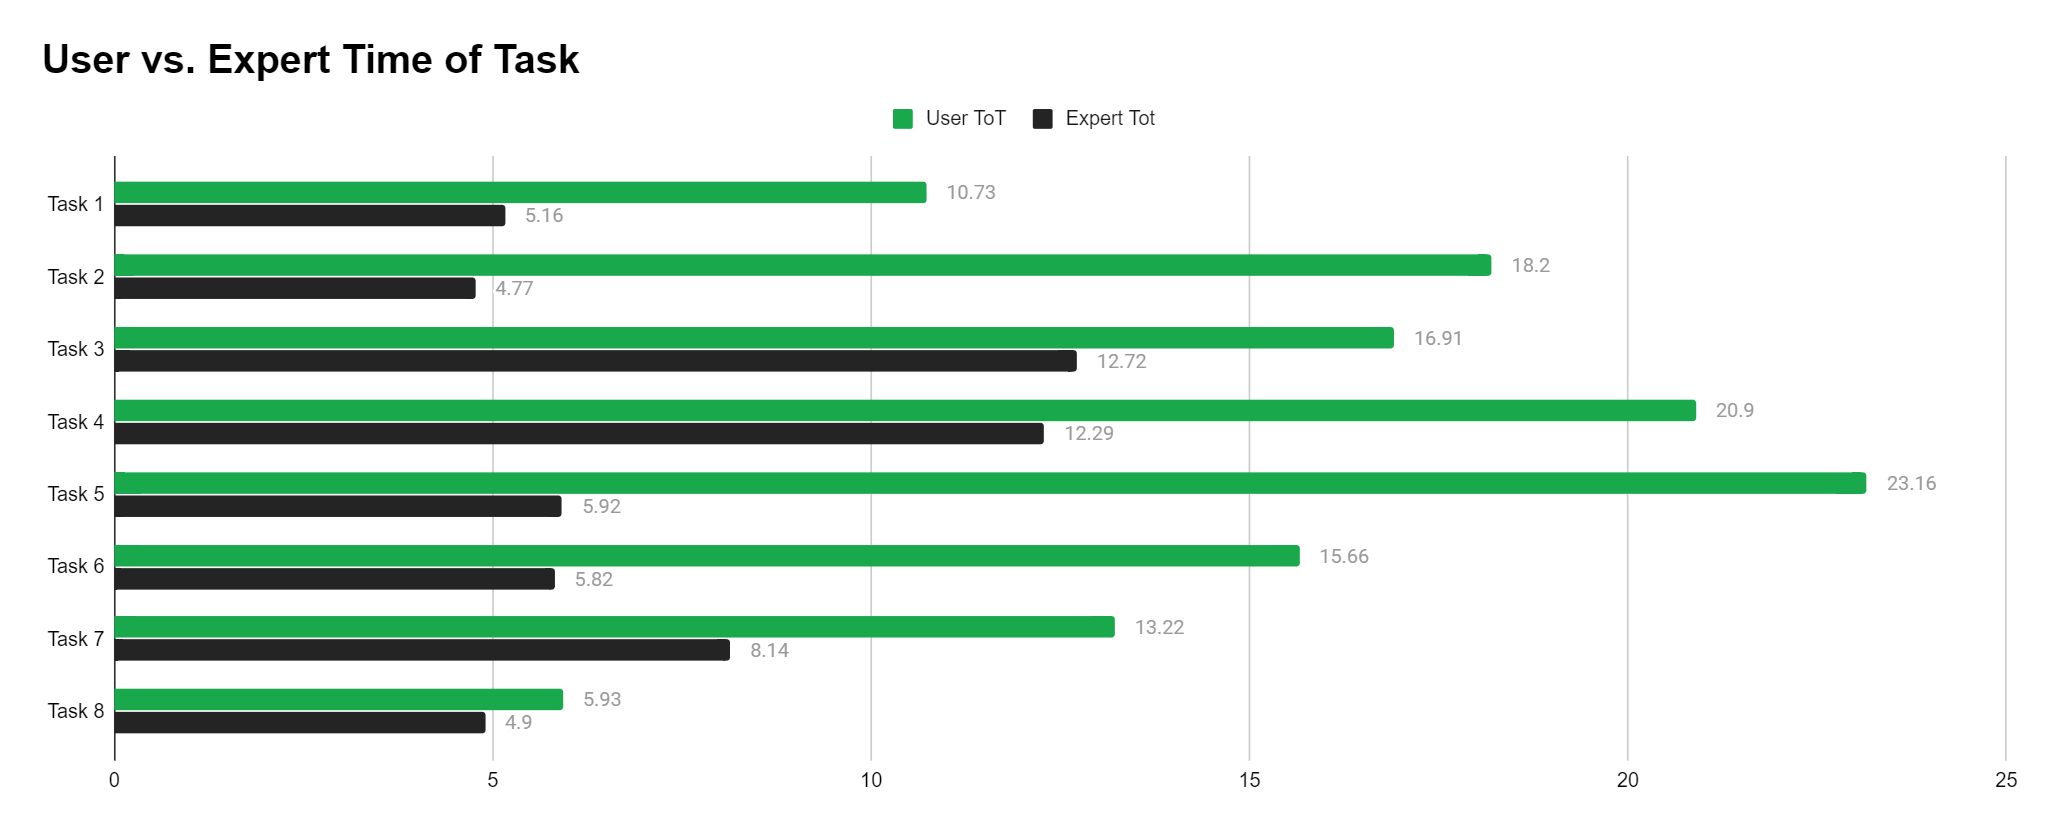 User vs. Expert Time of Task
User ToT Expert Tot
Task 1 10.73
5.16
Task 2 18.2
4.77
Task 3 16.91
12.72
Task 4 20.9
12.29
Task 5 23.16
5.92
Task 6 15.66
5.82
Task 7 13.22
8.14
Task 8 5.93
4.9
0 5 10 15 20 25